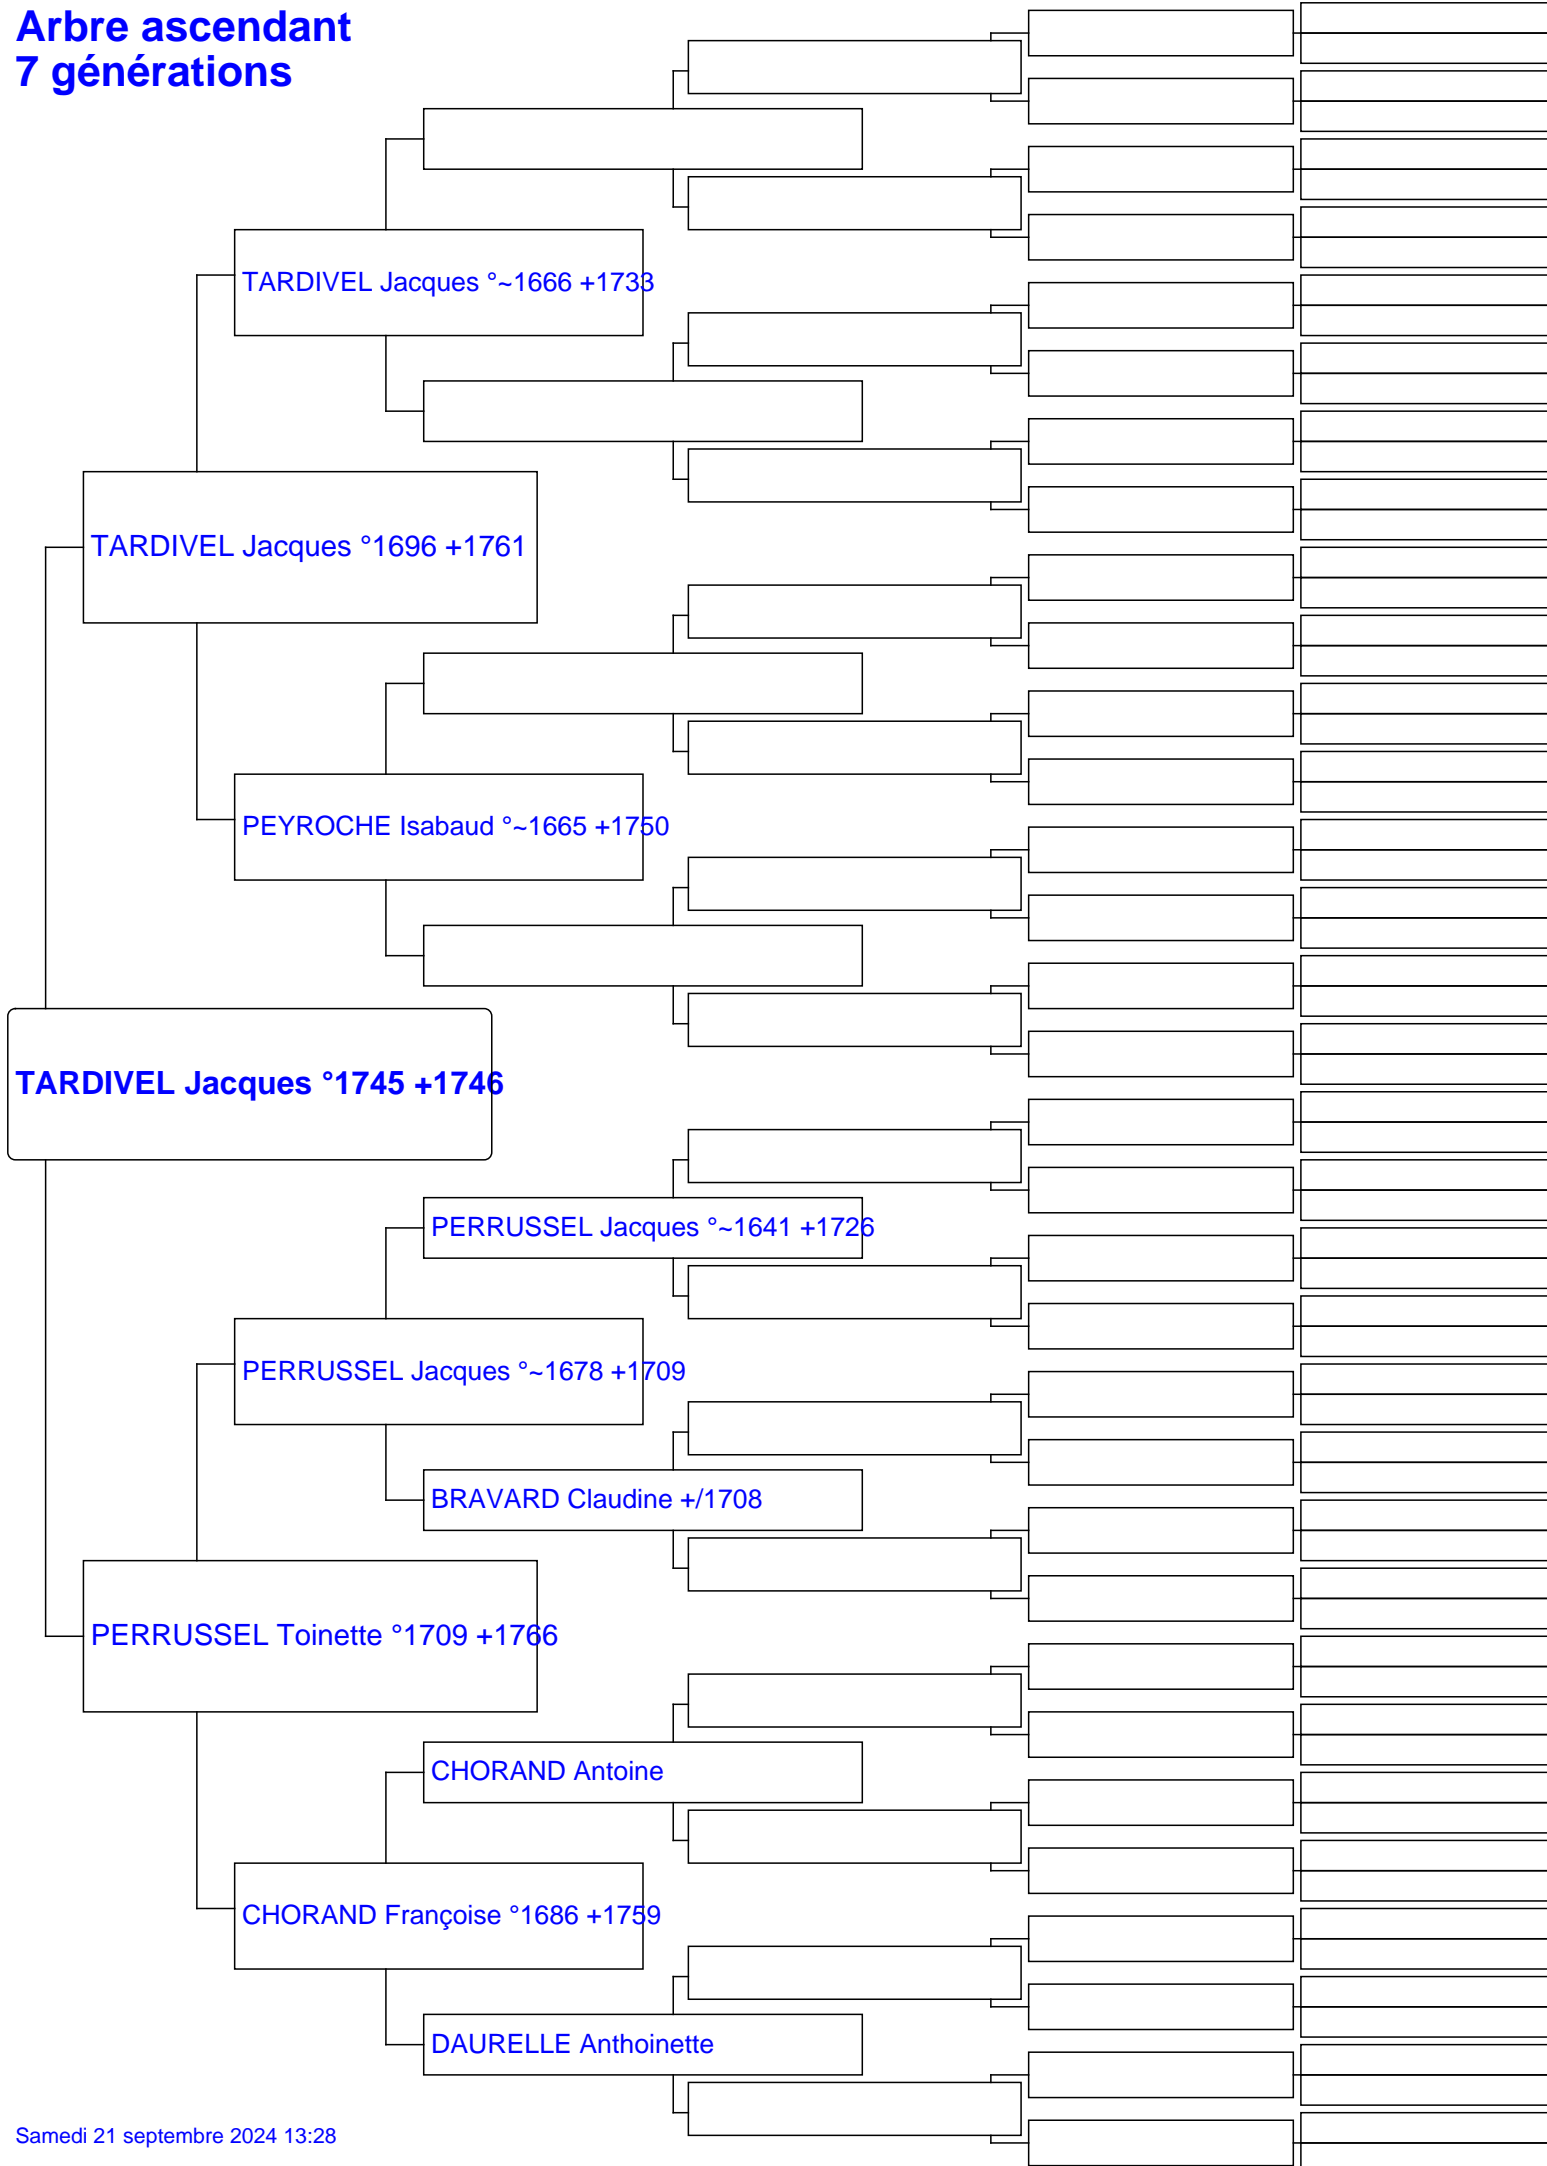 Arbre ascendant
7 générations
TARDIVEL Jacques °~1666 +1733
TARDIVEL Jacques °1696 +1761
PEYROCHE Isabaud °~1665 +1750
TARDIVEL Jacques °1745 +1746
PERRUSSEL Jacques °~1641 +1726
PERRUSSEL Jacques °~1678 +1709
BRAVARD Claudine +/1708
PERRUSSEL Toinette °1709 +1766
CHORAND Antoine
CHORAND Françoise °1686 +1759
DAURELLE Anthoinette
Samedi 21 septembre 2024 13:28